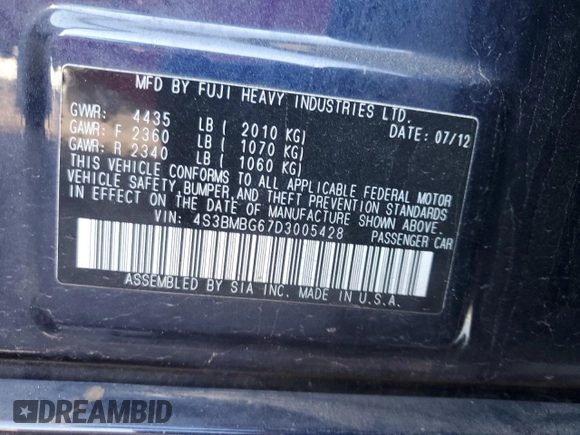 MFD BY FUJI HEAVY INDUSTRIES LTD.
GVWR: 4435 LB ( 2010 KG) DATE: 07/12
GAWR: F 2360 LB ( 1070 KG)
GAWR: R 2340 LB ( 1060 KG)
THIS VEHICLE CONFORMS TO ALL APPLICABLE FEDERAL MOTOR
VEHICLE SAFETY, BUMPER, AND THEFT PREVENTION STANDARDS
IN EFFECT ON THE DATE OF MANUFACTURE SHOWN ABOVE.
VIN: 4S3BMBG67D3005428 PASSENGER CAR
ASSEMBLED BY SIA INC. MADE IN U.S.A.
DREAMBID